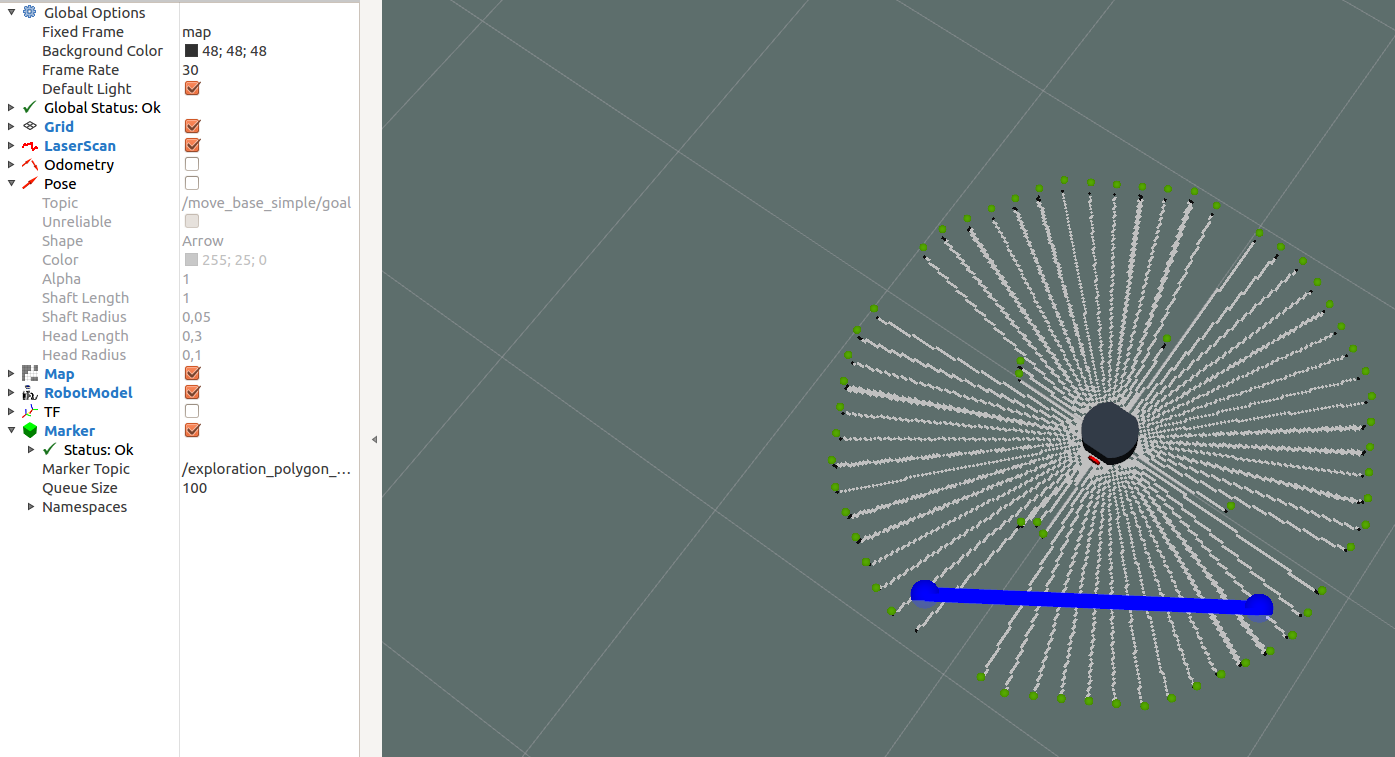 Global Options
Fixed Frame map
Background Color 48; 48; 48
Frame Rate 30
Default Light
Global Status: Ok
Grid
LaserScan
Odometry
Pose
Topic /move_base_simple/goal
Unreliable
Shape Arrow
Color 255; 25; 0
Alpha 1
Shaft Length 1
Shaft Radius 0,05
Head Length 0,3
Head Radius 0,1
Map
RobotModel
TF
Marker
Status: Ok
Marker Topic /exploration_polygon_...
Queue Size 100
Namespaces